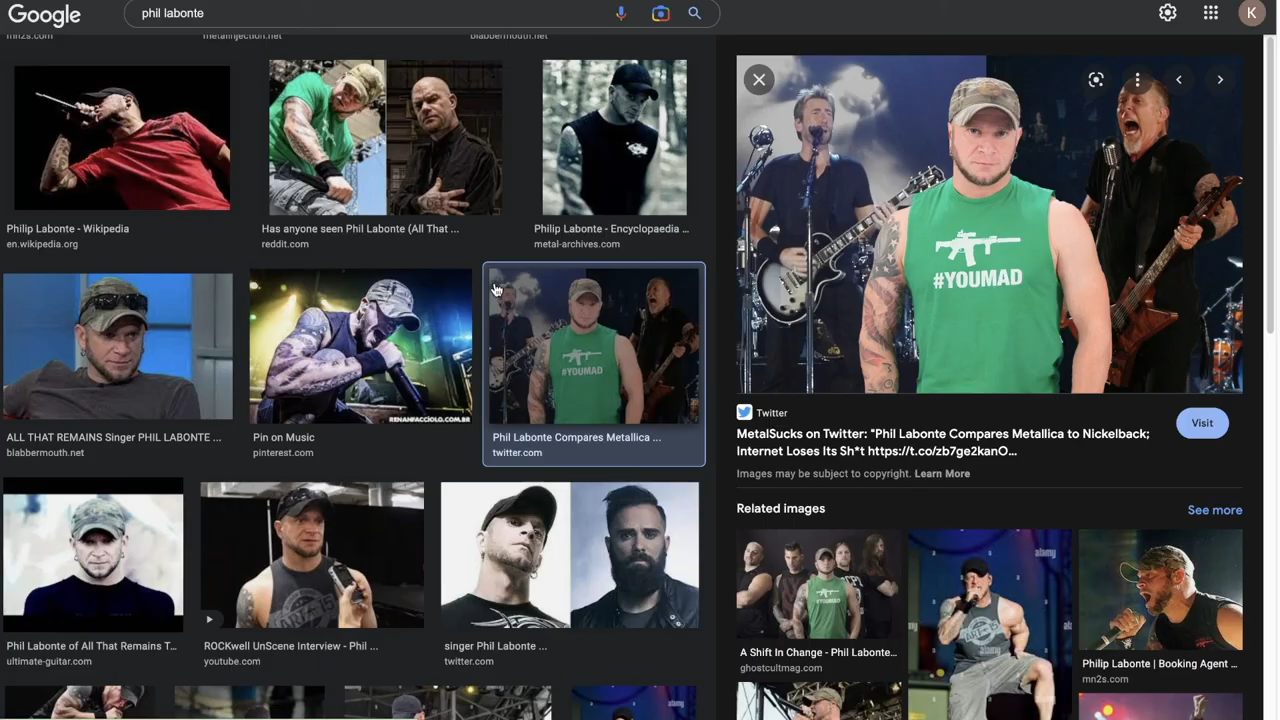 Google
phil labonte
K
mn2s.com
metalinjection.net
blabbermouth.net
Philip Labonte - Wikipedia
en.wikipedia.org
Has anyone seen Phil Labonte (All That ...
reddit.com
Philip Labonte - Encyclopaedia ...
metal-archives.com
ALL THAT REMAINS Singer PHIL LABONTE ...
blabbermouth.net
RENANFACCIOLO.COM.BR
Pin on Music
pinterest.com
#YOUMAD
Phil Labonte Compares Metallica ...
twitter.com
Phil Labonte of All That Remains T...
ultimate-guitar.com
ROCKwell UnScene Interview - Phil ...
youtube.com
singer Phil Labonte ...
twitter.com
#YOUMAD
Twitter
Visit
MetalSucks on Twitter: "Phil Labonte Compares Metallica to Nickelback;
Internet Loses Its Sh*t https://t.co/zb7ge2kanO...
Images may be subject to copyright. Learn More
Related images
See more
#YOUMAD
A Shift In Change - Phil Labonte...
ghostcultmag.com
alamy
alamy
Philip Labonte | Booking Agent ...
mn2s.com